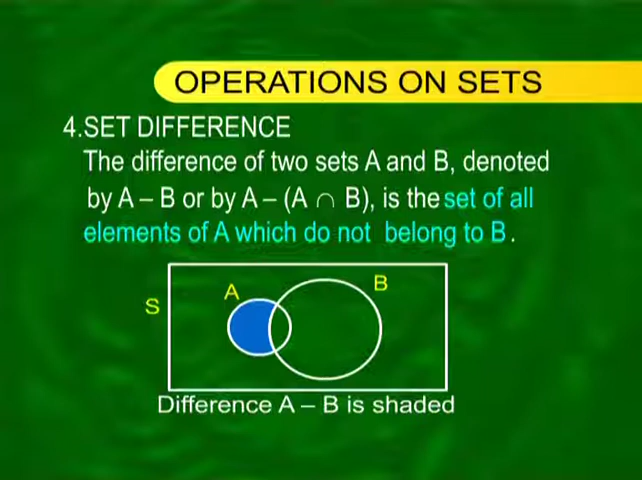 OPERATIONS ON SETS
4.SET DIFFERENCE
The difference of two sets A and B, denoted
by A – B or by A – (A ∩ B), is the set of all
elements of A which do not belong to B.
A
B
S
Difference A – B is shaded